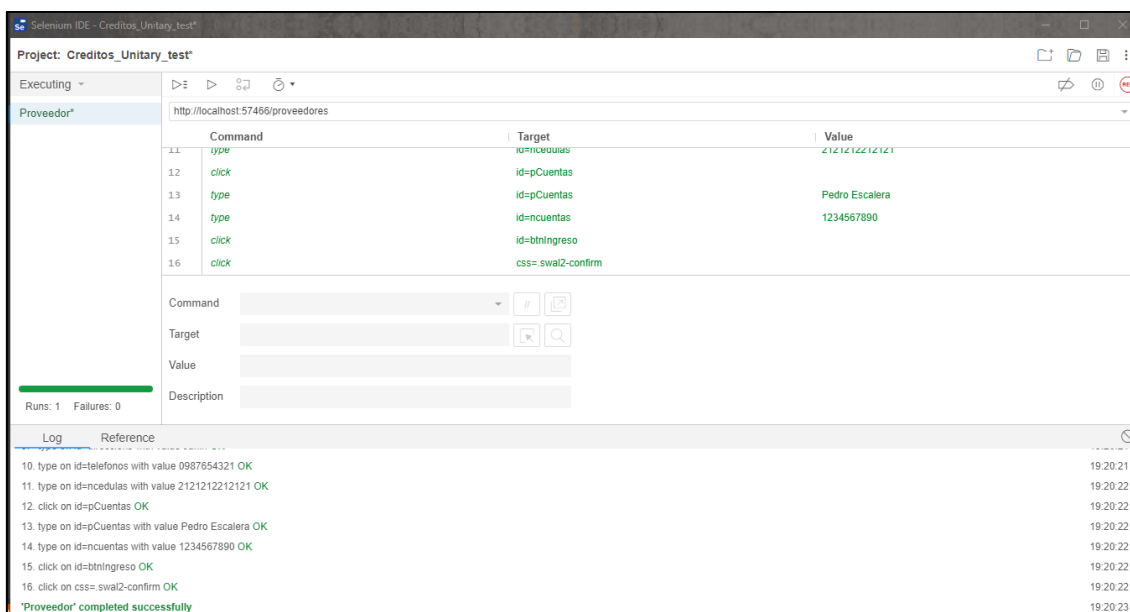 Selenium IDE - Creditos_Unitary_test*
Project: Creditos_Unitary_test*
Executing
Proveedor*
http://localhost:57466/proveedores
Command Target Value
11 type id=ncedulas 2121212212121
12 click id=pCuentas
13 type id=pCuentas Pedro Escalera
14 type id=ncuentas 1234567890
15 click id=btnIngreso
16 click css=.swal2-confirm
Command //
Target
Value
Description
Runs: 1 Failures: 0
Log Reference
10. type on id=telefonos with value 0987654321 OK 19:20:21
11. type on id=ncedulas with value 2121212212121 OK 19:20:22
12. click on id=pCuentas OK 19:20:22
13. type on id=pCuentas with value Pedro Escalera OK 19:20:22
14. type on id=ncuentas with value 1234567890 OK 19:20:22
15. click on id=btnIngreso OK 19:20:22
16. click on css=.swal2-confirm OK 19:20:22
'Proveedor' completed successfully 19:20:23